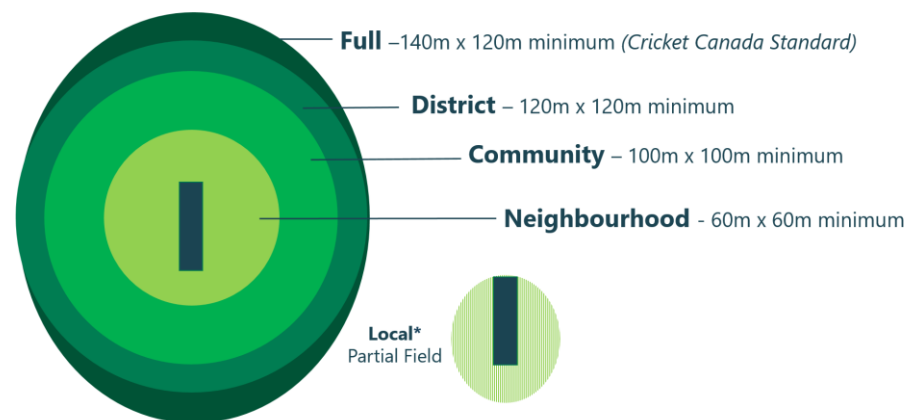 Full –140m x 120m minimum (Cricket Canada Standard)
District – 120m x 120m minimum
Community – 100m x 100m minimum
Neighbourhood - 60m x 60m minimum
Local*
Partial Field